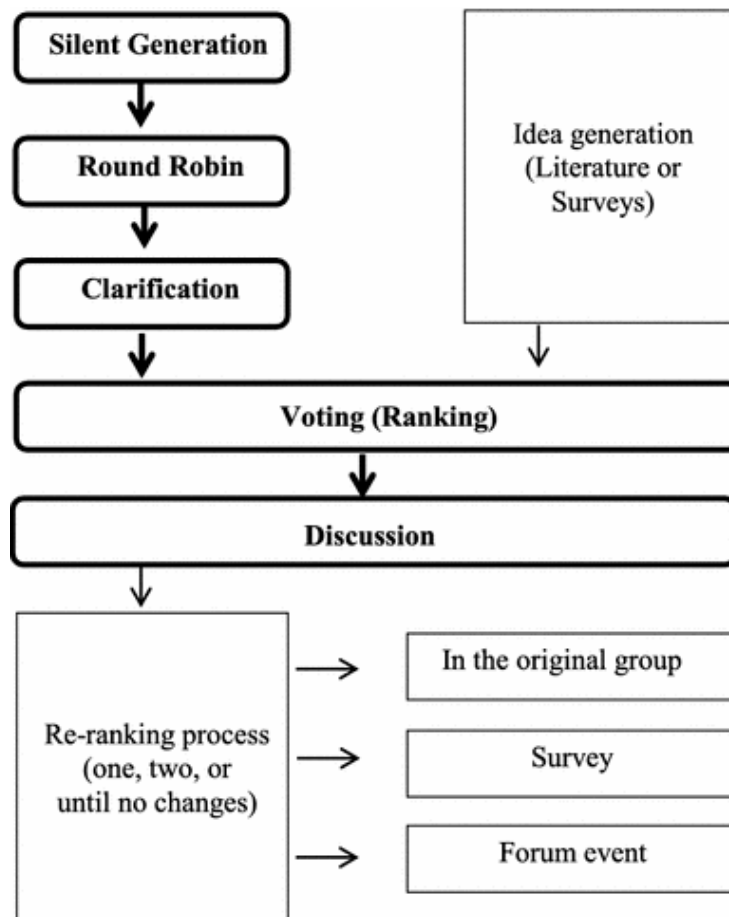 Silent Generation
Round Robin
Clarification
Idea generation
(Literature or
Surveys)
Voting (Ranking)
Discussion
Re-ranking process
(one, two, or
until no changes)
In the original group
Survey
Forum event